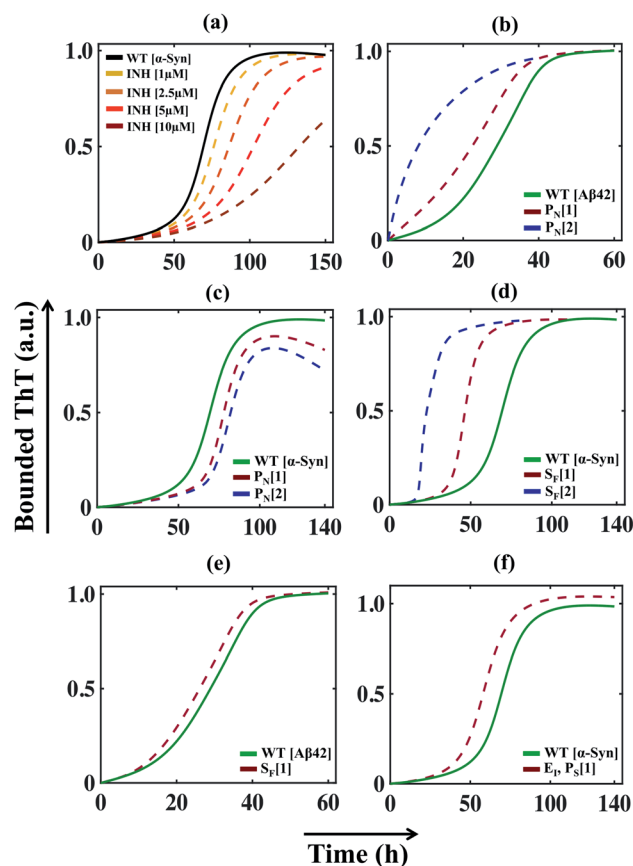 (a)
1.0
0.5
0
0
50
100
150
WT [α-Syn]
INH [1μM]
INH [2.5μM]
INH [5μM]
INH [10μM]
(b)
1.0
0.5
0
0
20
40
60
WT [Aβ42]
P_N[1]
P_N[2]
(c)
1.0
0.5
0
0
50
100
140
WT [α-Syn]
P_N[1]
P_N[2]
(d)
1.0
0.5
0
0
50
100
140
WT [α-Syn]
S_F[1]
S_F[2]
(e)
1.0
0.5
0
0
20
40
60
WT [Aβ42]
S_F[1]
(f)
1.0
0.5
0
0
50
100
140
WT [α-Syn]
E_I, P_S[1]
Bounded ThT (a.u.)
Time (h)